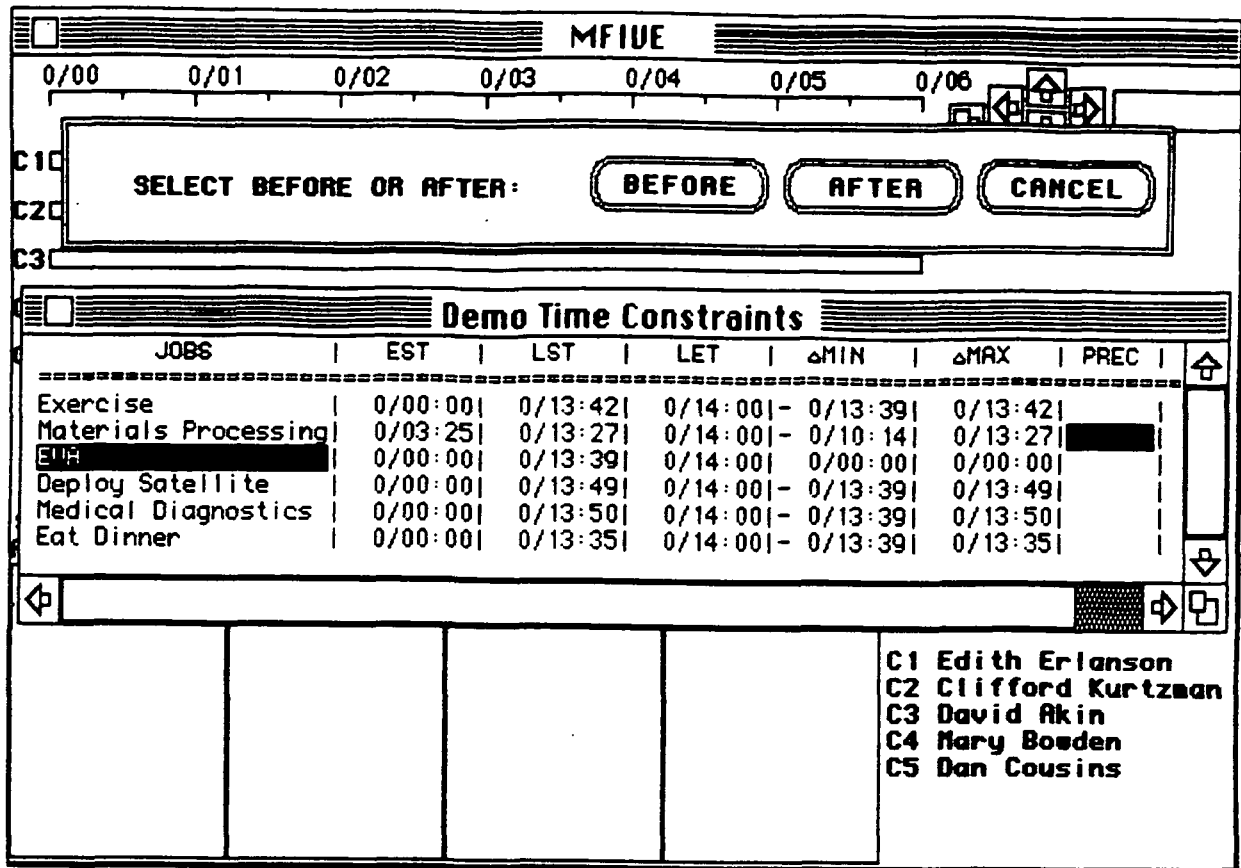 MFIVE
0/00 0/01 0/02 0/03 0/04 0/05 0/06
SELECT BEFORE OR AFTER: BEFORE AFTER CANCEL
C1
C2
C3
Demo Time Constraints
JOBS | EST | LST | LET | △MIN | △MAX | PREC |
Exercise | 0/00:00| 0/13:42| 0/14:00|- 0/13:39| 0/13:42| |
Materials Processing| 0/03:25| 0/13:27| 0/14:00|- 0/10:14| 0/13:27|
EVA | 0/00:00| 0/13:39| 0/14:00| 0/00:00| 0/00:00| |
Deploy Satellite | 0/00:00| 0/13:49| 0/14:00|- 0/13:39| 0/13:49| |
Medical Diagnostics | 0/00:00| 0/13:50| 0/14:00|- 0/13:39| 0/13:50| |
Eat Dinner | 0/00:00| 0/13:35| 0/14:00|- 0/13:39| 0/13:35| |
C1 Edith Erlanson
C2 Clifford Kurtzman
C3 David Akin
C4 Mary Bowden
C5 Dan Cousins